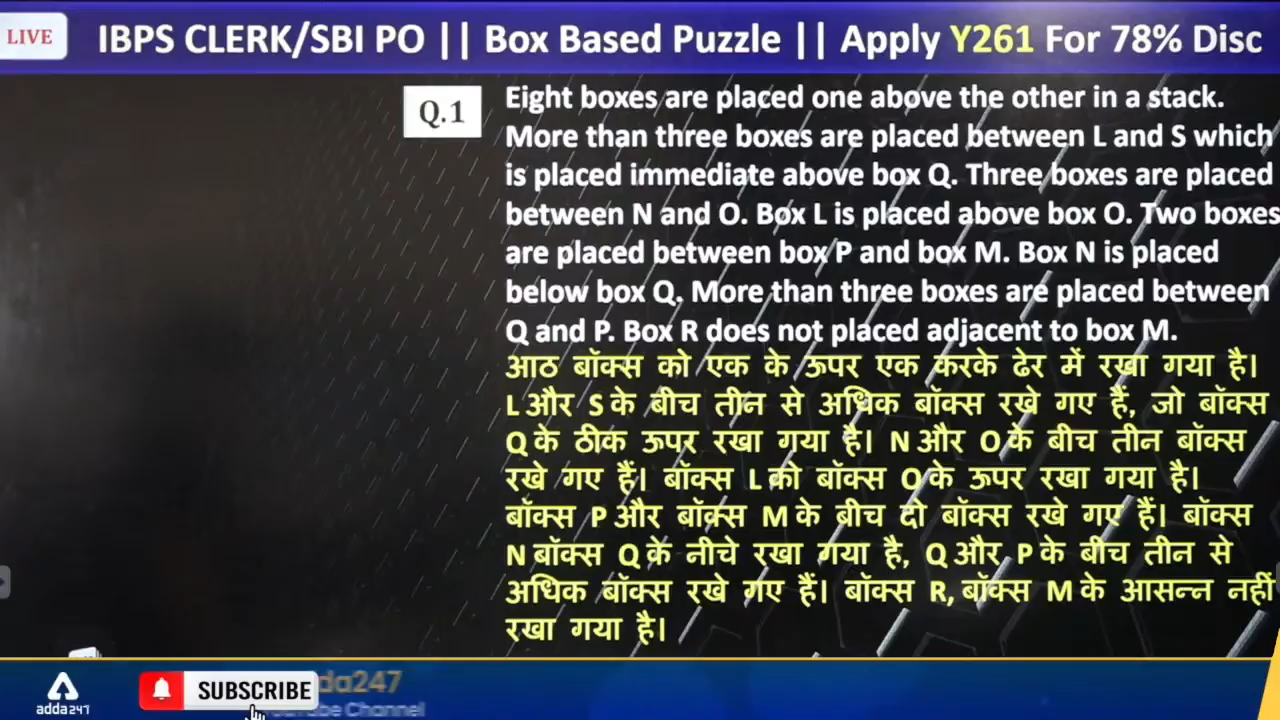 LIVE
IBPS CLERK/SBI PO || Box Based Puzzle || Apply Y261 For 78% Disc
Q.1
Eight boxes are placed one above the other in a stack.
More than three boxes are placed between L and S which
is placed immediate above box Q. Three boxes are placed
between N and O. Box L is placed above box O. Two boxes
are placed between box P and box M. Box N is placed
below box Q. More than three boxes are placed between
Q and P. Box R does not placed adjacent to box M.
आठ बॉक्स को एक के ऊपर एक करके ढेर में रखा गया है।
L और S के बीच तीन से अधिक बॉक्स रखे गए हैं, जो बॉक्स
Q के ठीक ऊपर रखा गया है। N और O के बीच तीन बॉक्स
रखे गए हैं। बॉक्स L को बॉक्स O के ऊपर रखा गया है।
बॉक्स P और बॉक्स M के बीच दो बॉक्स रखे गए हैं। बॉक्स
N बॉक्स Q के नीचे रखा गया है, Q और P के बीच तीन से
अधिक बॉक्स रखे गए हैं। बॉक्स R, बॉक्स M के आसन्न नहीं
रखा गया है।
adda247
SUBSCRIBE
da247
Channel